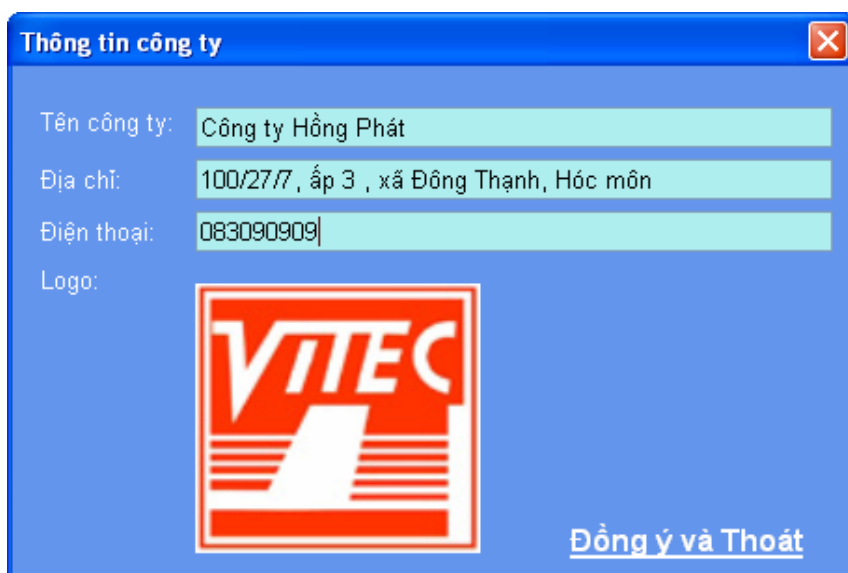 Thông tin công ty
Tên công ty: Công ty Hồng Phát
Địa chỉ: 100/27/7, ấp 3 , xã Đông Thạnh, Hóc môn
Điện thoại: 083090909
Logo:
VITEC
Đồng ý và Thoát